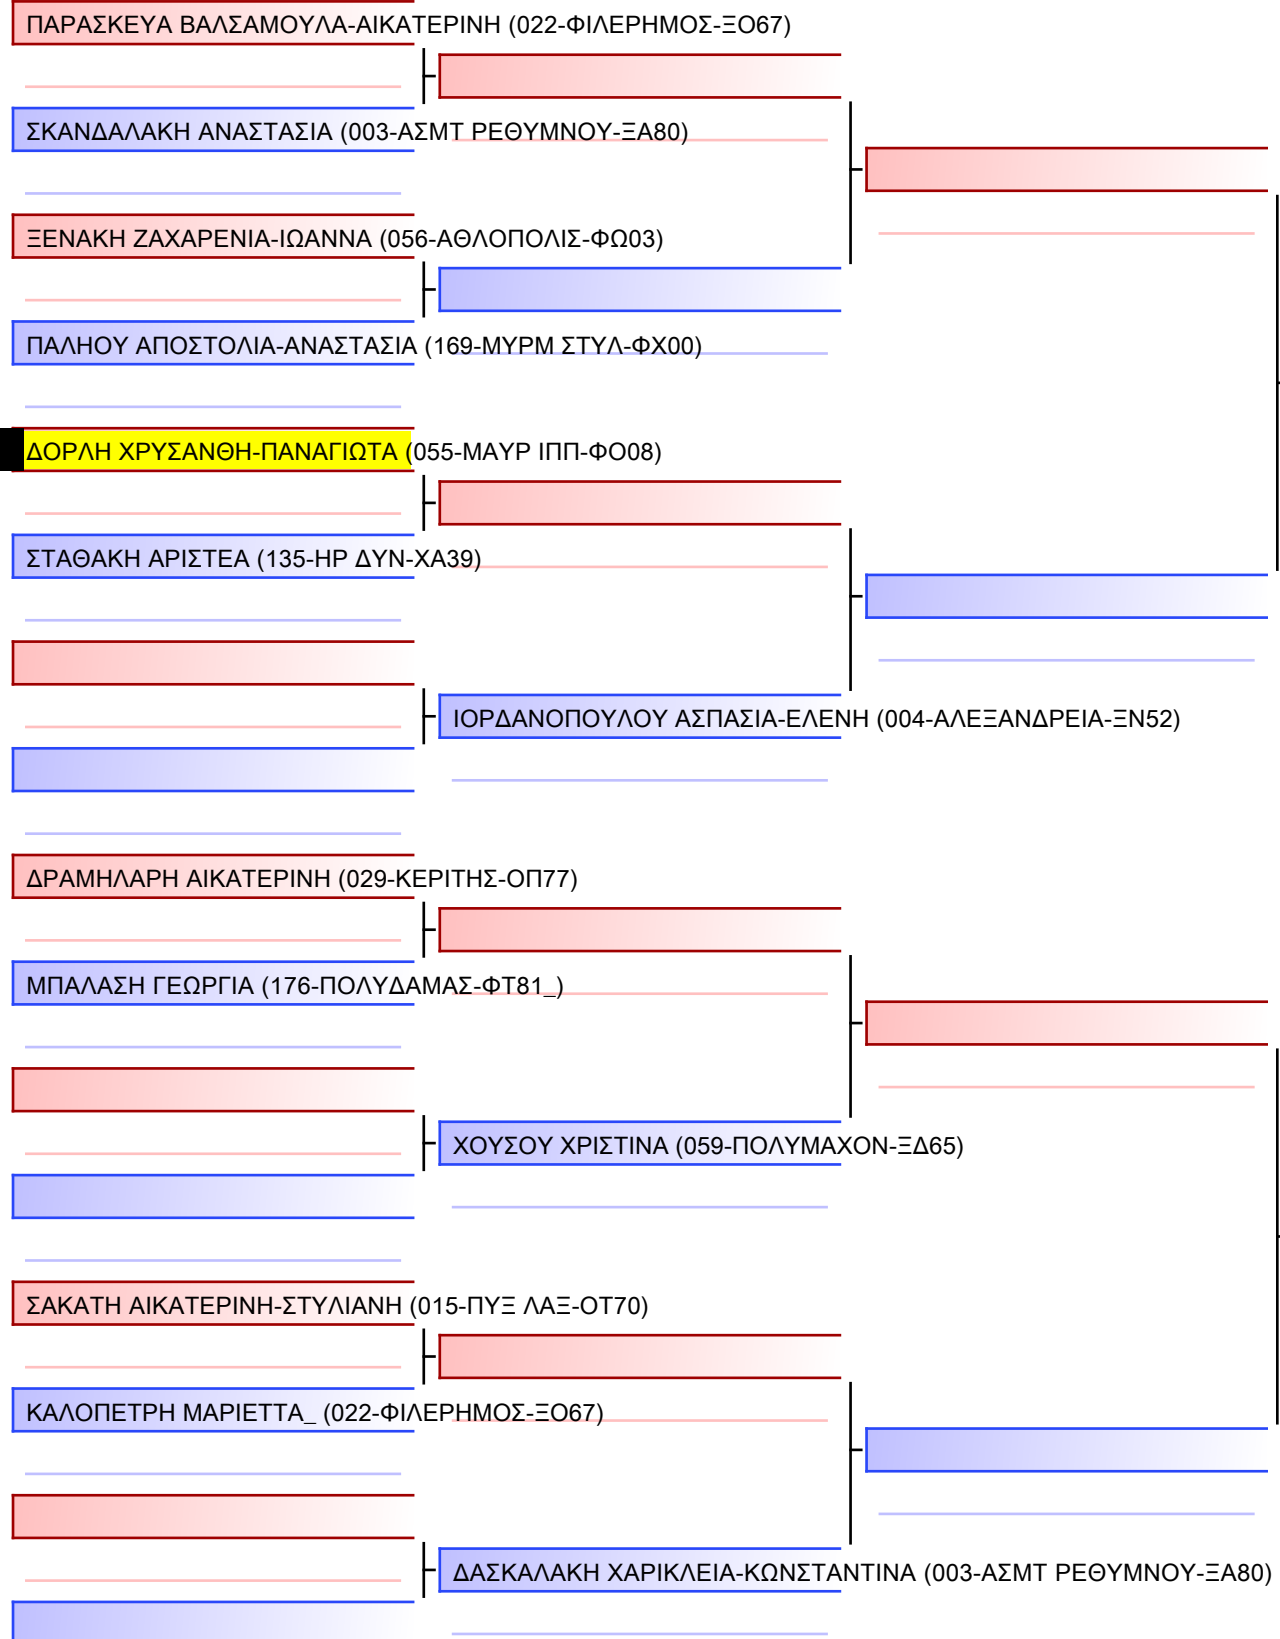 ΠΑΡΑΣΚΕΥΑ ΒΑΛΣΑΜΟΥΛΑ-ΑΙΚΑΤΕΡΙΝΗ (022-ΦΙΛΕΡΗΜΟΣ-ΞΟ67)
ΣΚΑΝΔΑΛΑΚΗ ΑΝΑΣΤΑΣΙΑ (003-ΑΣΜΤ ΡΕΘΥΜΝΟΥ-ΞΑ80)
ΞΕΝΑΚΗ ΖΑΧΑΡΕΝΙΑ-ΙΩΑΝΝΑ (056-ΑΘΛΟΠΟΛΙΣ-ΦΩ03)
ΠΑΛΗΟΥ ΑΠΟΣΤΟΛΙΑ-ΑΝΑΣΤΑΣΙΑ (169-ΜΥΡΜ ΣΤΥΛ-ΦΧ00)
ΔΟΡΛΗ ΧΡΥΣΑΝΘΗ-ΠΑΝΑΓΙΩΤΑ (055-ΜΑΥΡ ΙΠΠ-ΦΟ08)
ΣΤΑΘΑΚΗ ΑΡΙΣΤΕΑ (135-ΗΡ ΔΥΝ-ΧΑ39)
ΙΟΡΔΑΝΟΠΟΥΛΟΥ ΑΣΠΑΣΙΑ-ΕΛΕΝΗ (004-ΑΛΕΞΑΝΔΡΕΙΑ-ΞΝ52)
ΔΡΑΜΗΛΑΡΗ ΑΙΚΑΤΕΡΙΝΗ (029-ΚΕΡΙΤΗΣ-ΟΠ77)
ΜΠΑΛΑΣΗ ΓΕΩΡΓΙΑ (176-ΠΟΛΥΔΑΜΑΣ-ΦΤ81_)
ΧΟΥΣΟΥ ΧΡΙΣΤΙΝΑ (059-ΠΟΛΥΜΑΧΟΝ-ΞΔ65)
ΣΑΚΑΤΗ ΑΙΚΑΤΕΡΙΝΗ-ΣΤΥΛΙΑΝΗ (015-ΠΥΞ ΛΑΞ-ΟΤ70)
ΚΑΛΟΠΕΤΡΗ ΜΑΡΙΕΤΤΑ_ (022-ΦΙΛΕΡΗΜΟΣ-ΞΟ67)
ΔΑΣΚΑΛΑΚΗ ΧΑΡΙΚΛΕΙΑ-ΚΩΝΣΤΑΝΤΙΝΑ (003-ΑΣΜΤ ΡΕΘΥΜΝΟΥ-ΞΑ80)